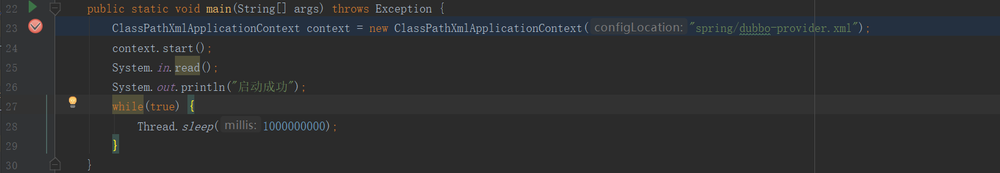 22 public static void main(String[] args) throws Exception {
23 ClassPathXmlApplicationContext context = new ClassPathXmlApplicationContext( configLocation: "spring/dubbo-provider.xml");
24 context.start();
25 System.in.read();
26 System.out.println("启动成功");
27 while(true) {
28 Thread.sleep( millis: 1000000000);
29 }
30 }